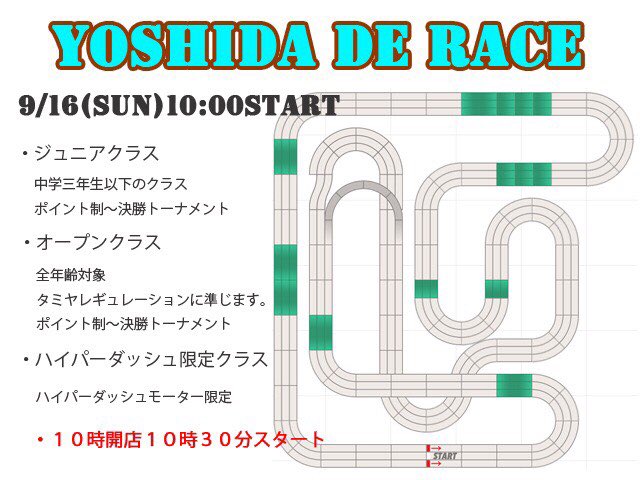 YOSHIDA DE RACE
9/16(SUN)10:00START
・ジュニアクラス
中学三年生以下のクラス
ポイント制～決勝トーナメント
・オープンクラス
全年齢対象
タミヤレギュレーションに準じます。
ポイント制～決勝トーナメント
・ハイパーダッシュ限定クラス
ハイパーダッシュモーター限定
・１０時開店１０時３０分スタート
START